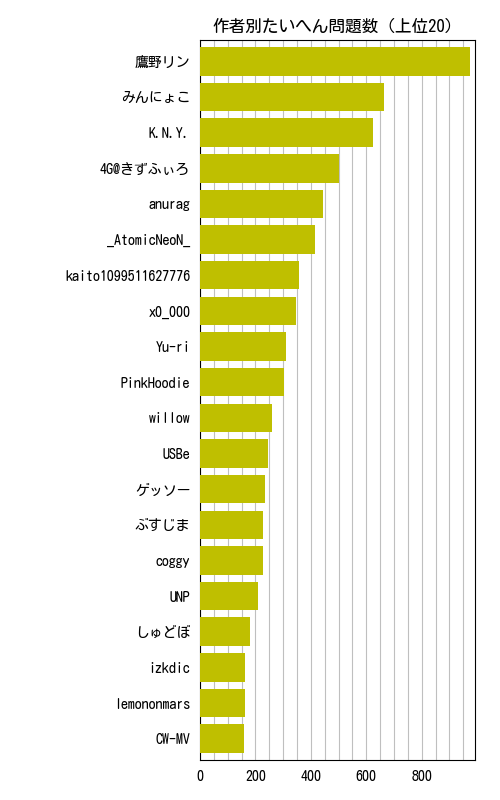 作者別たいへん問題数 (上位20)
鷹野リン
みんにょこ
K.N.Y.
4G@きずふぃろ
anurag
_AtomicNeoN_
kaito1099511627776
x0_000
Yu-ri
PinkHoodie
willow
USBe
ゲッソー
ぶすじま
coggy
UNP
しゅどぼ
izkdic
lemononmars
CW-MV
0 200 400 600 800